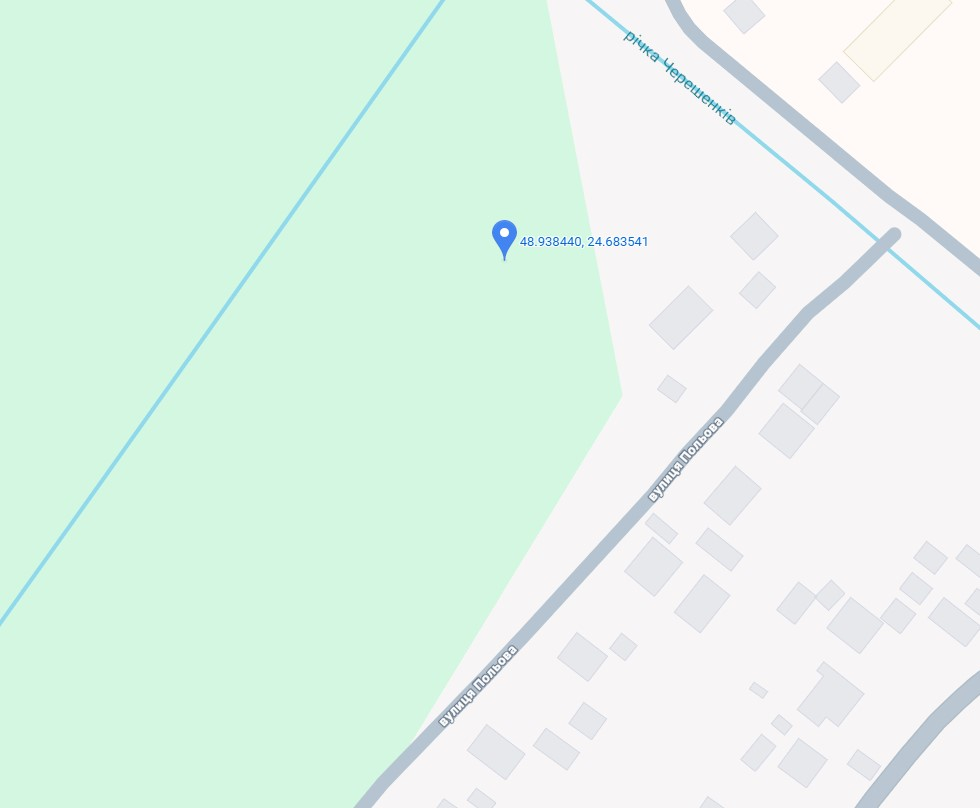 річка Черешенків
48.938440, 24.683541
вулиця Польова
вулиця Польова